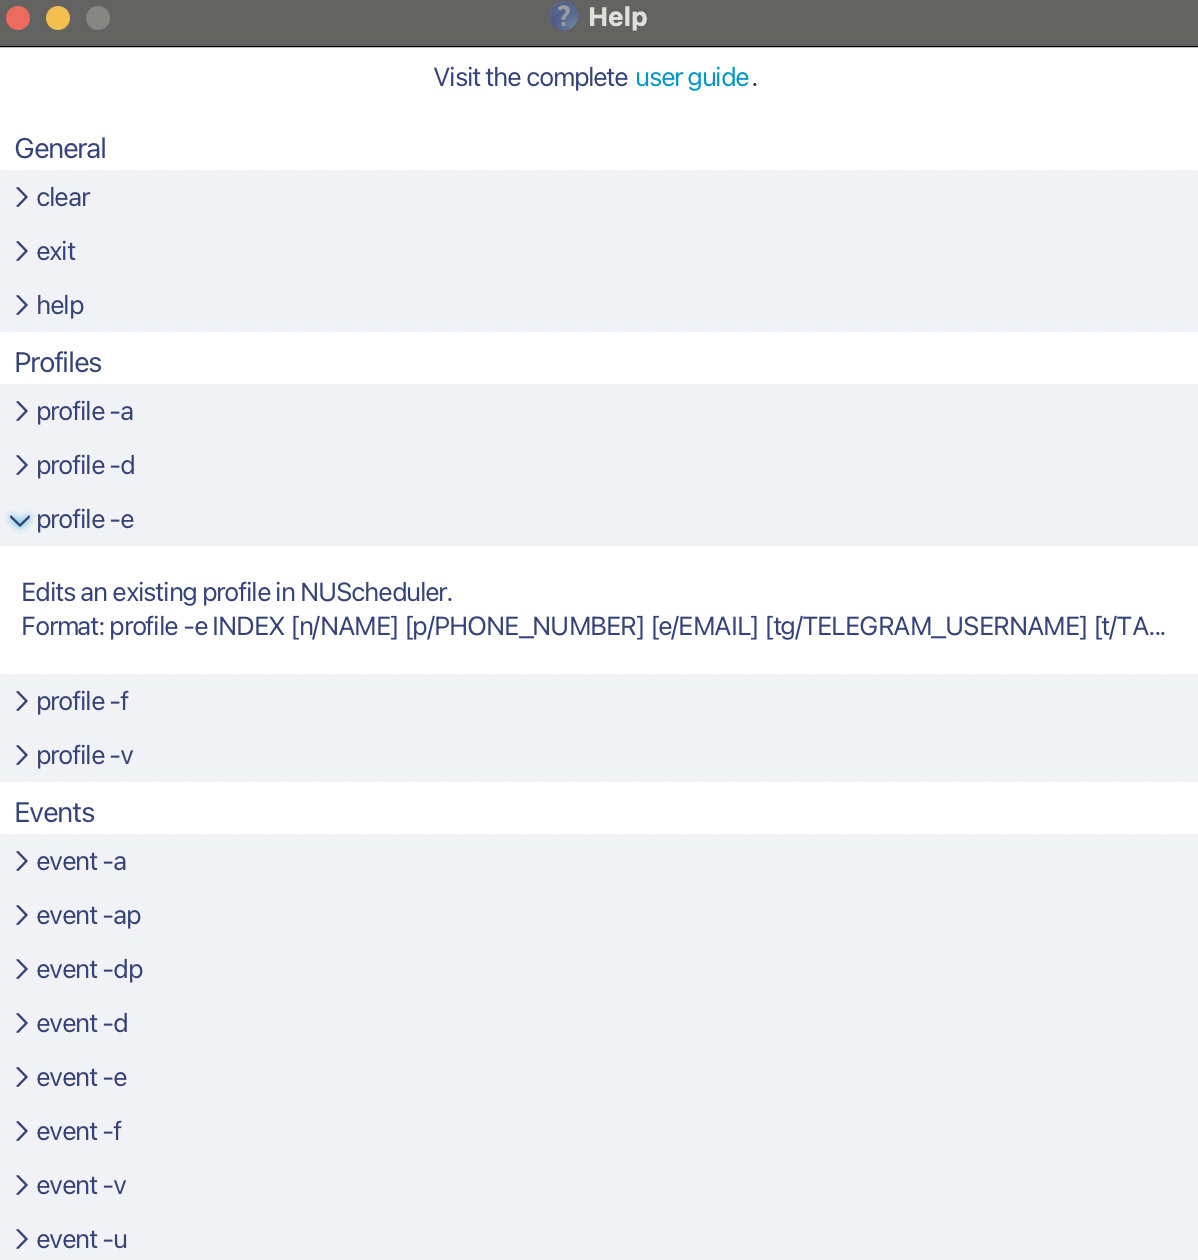 Help
Visit the complete user guide.
General
clear
exit
help
Profiles
profile -a
profile -d
profile -e
Edits an existing profile in NUScheduler.
Format: profile -e INDEX [n/NAME] [p/PHONE_NUMBER] [e/EMAIL] [tg/TELEGRAM_USERNAME] [t/TA...
profile -f
profile -v
Events
event -a
event -ap
event -dp
event -d
event -e
event -f
event -v
event -u